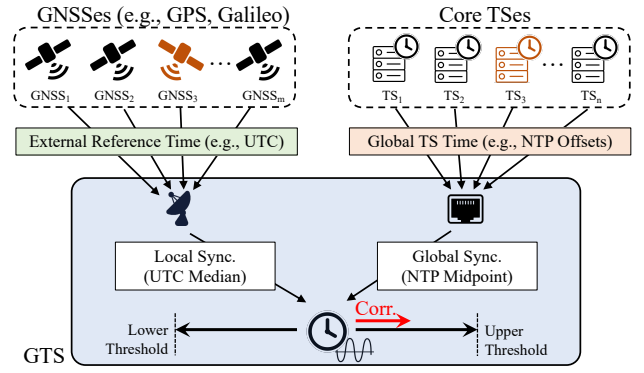 GNSSes (e.g., GPS, Galileo)
Core TSes
GNSS1 GNSS2 GNSS3 ... GNSSm
TS1 TS2 TS3 ... TSn
External Reference Time (e.g., UTC)
Global TS Time (e.g., NTP Offsets)
Local Sync.
(UTC Median)
Global Sync.
(NTP Midpoint)
Corr.
Lower
Threshold
Upper
Threshold
GTS